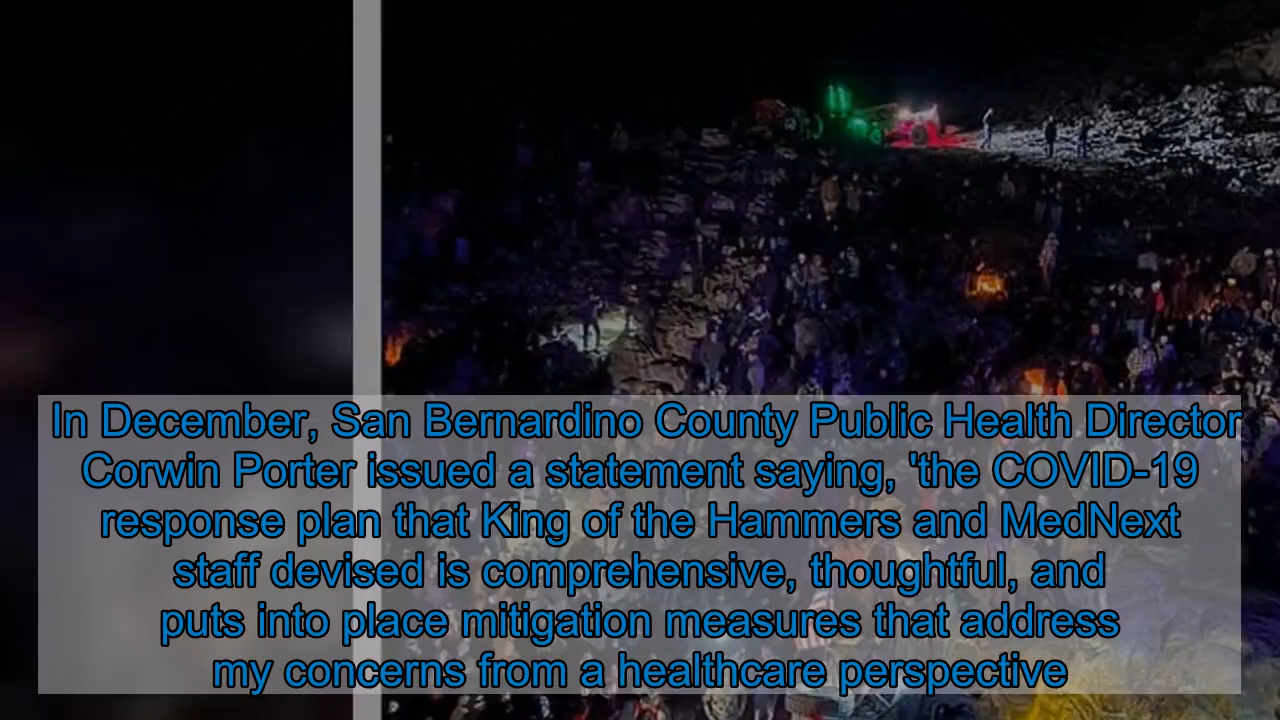 In December, San Bernardino County Public Health Director
Corwin Porter issued a statement saying, 'the COVID-19
response plan that King of the Hammers and MedNext
staff devised is comprehensive, thoughtful, and
puts into place mitigation measures that address
my concerns from a healthcare perspective